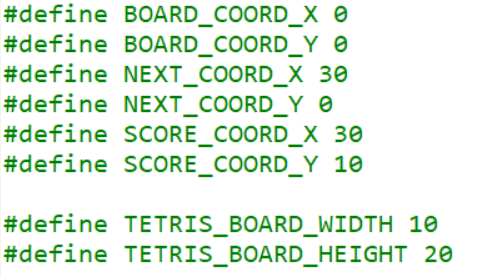 #define BOARD_COORD_X 0
#define BOARD_COORD_Y 0
#define NEXT_COORD_X 30
#define NEXT_COORD_Y 0
#define SCORE_COORD_X 30
#define SCORE_COORD_Y 10
#define TETRIS_BOARD_WIDTH 10
#define TETRIS_BOARD_HEIGHT 20